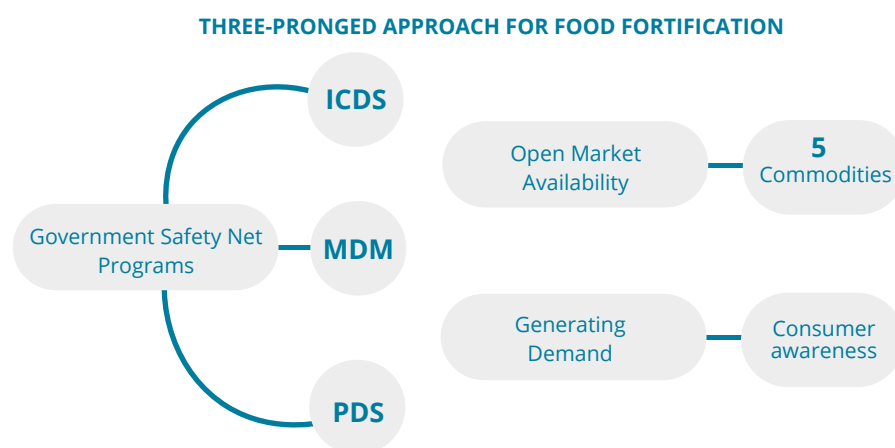 THREE-PRONGED APPROACH FOR FOOD FORTIFICATION
Government Safety Net
Programs
ICDS
MDM
PDS
Open Market
Availability
5
Commodities
Generating
Demand
Consumer
awareness